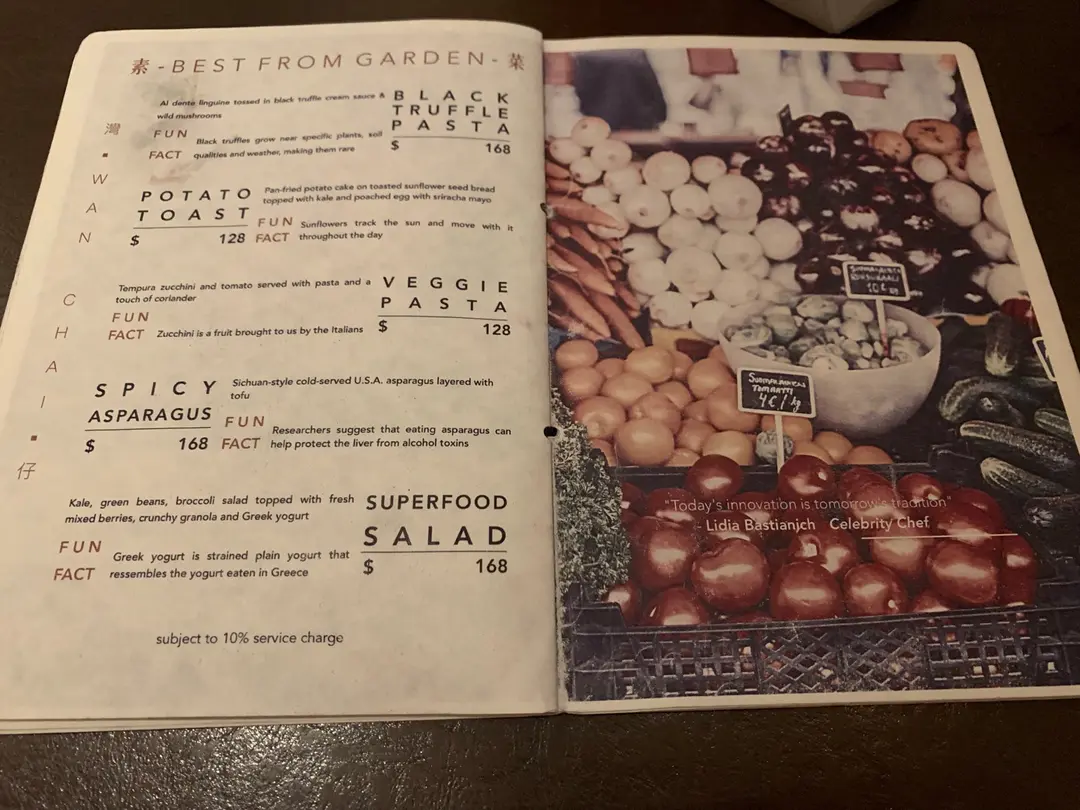 素 - BEST FROM GARDEN - 菜
灣 ▪ WAN CHAI ▪ 仔
BLACK
TRUFFLE
PASTA
$ 168
Al dente linguine tossed in black truffle cream sauce &
wild mushrooms
FUN
FACT
Black truffles grow near specific plants, soil
qualities and weather, making them rare
POTATO
TOAST
$ 128
Pan-fried potato cake on toasted sunflower seed bread
topped with kale and poached egg with sriracha mayo
FUN
FACT
Sunflowers track the sun and move with it
throughout the day
VEGGIE
PASTA
$ 128
Tempura zucchini and tomato served with pasta and a
touch of coriander
FUN
FACT
Zucchini is a fruit brought to us by the Italians
SPICY
ASPARAGUS
$ 168
Sichuan-style cold-served U.S.A. asparagus layered with
tofu
FUN
FACT
Researchers suggest that eating asparagus can
help protect the liver from alcohol toxins
SUPERFOOD
SALAD
$ 168
Kale, green beans, broccoli salad topped with fresh
mixed berries, crunchy granola and Greek yogurt
FUN
FACT
Greek yogurt is strained plain yogurt that
ressembles the yogurt eaten in Greece
subject to 10% service charge
10€
4€/kg
"Today's innovation is tomorrow's tradition"
- Lidia Bastianjch Celebrity Chef